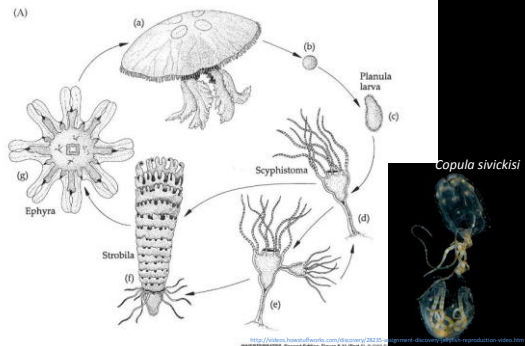 (A)
(a)
(b)
Planula
larva
(c)
Scyphistoma
(d)
(e)
Strobila
(f)
(g)
Ephyra
Copula sivickisi